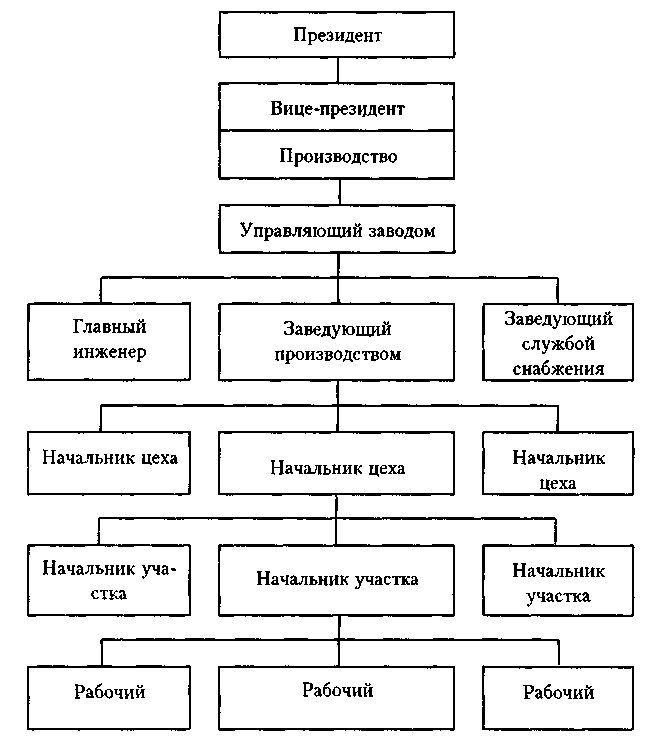 Президент
Вице-президент
Производство
Управляющий заводом
Главный
инженер
Заведующий
производством
Заведующий
службой
снабжения
Начальник цеха
Начальник цеха
Начальник
цеха
Начальник уча-
стка
Начальник участка
Начальник
участка
Рабочий
Рабочий
Рабочий